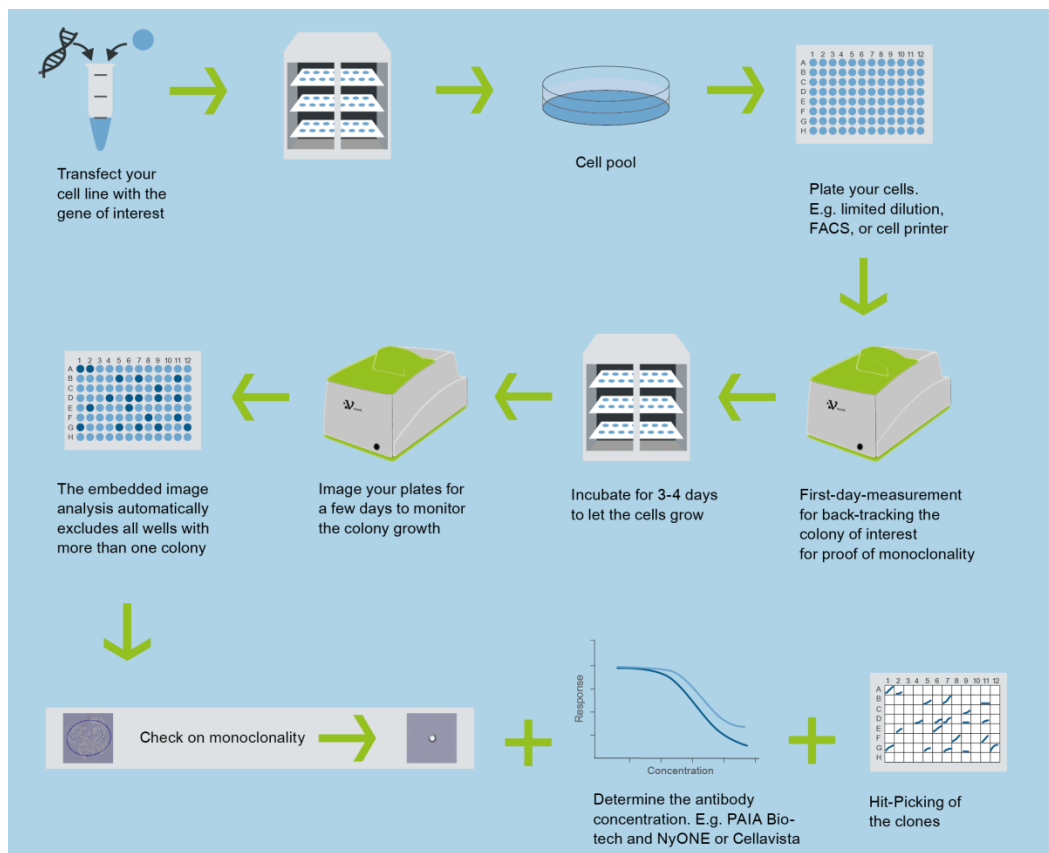 1 2 3 4 5 6 7 8 9 10 11 12
A
B
C
D
E
F
G
H
Transfect your
cell line with the
gene of interest
Cell pool
Plate your cells.
E.g. limited dilution,
FACS, or cell printer
1 2 3 4 5 6 7 8 9 10 11 12
A
B
C
D
E
F
G
H
The embedded image
analysis automatically
excludes all wells with
more than one colony
Image your plates for
a few days to monitor
the colony growth
Incubate for 3-4 days
to let the cells grow
First-day-measurement
for back-tracking the
colony of interest
for proof of monoclonality
Check on monoclonality
Response
Concentration
Determine the antibody
concentration. E.g. PAIA Bio-
tech and NyONE or Cellavista
1 2 3 4 5 6 7 8 9 10 11 12
A
B
C
D
E
F
G
H
Hit-Picking of
the clones